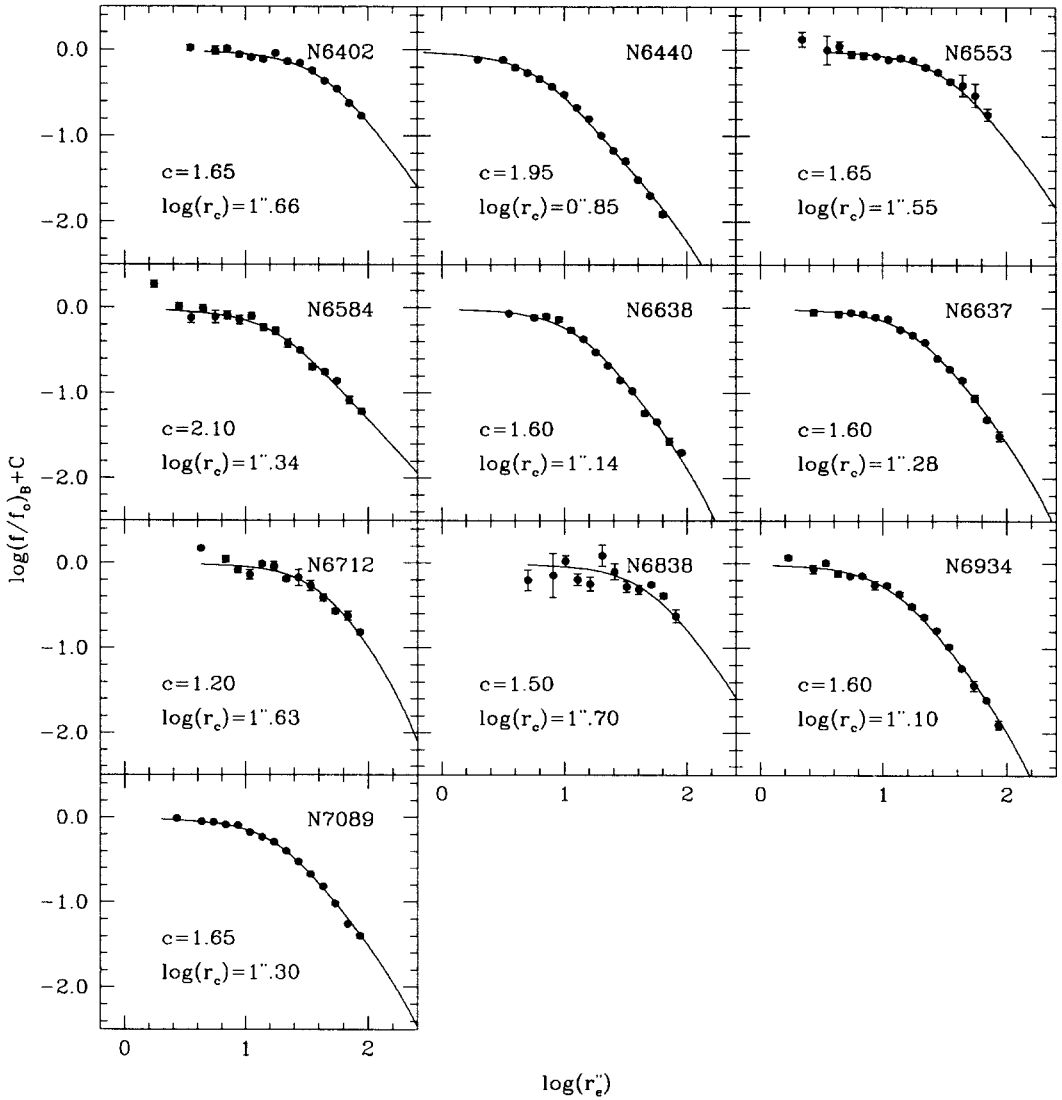 N6402
c=1.65
log(r_c)=1".66
N6440
c=1.95
log(r_c)=0".85
N6553
c=1.65
log(r_c)=1".55
0.0
-1.0
-2.0
N6584
c=2.10
log(r_c)=1".34
N6638
c=1.60
log(r_c)=1".14
N6637
c=1.60
log(r_c)=1".28
0.0
-1.0
-2.0
log(f/f_o)_B+C
N6712
c=1.20
log(r_c)=1".63
N6838
c=1.50
log(r_c)=1".70
N6934
c=1.60
log(r_c)=1".10
0.0
-1.0
-2.0
0 1 2
0 1 2
N7089
c=1.65
log(r_c)=1".30
0.0
-1.0
-2.0
0 1 2
log(r_e")